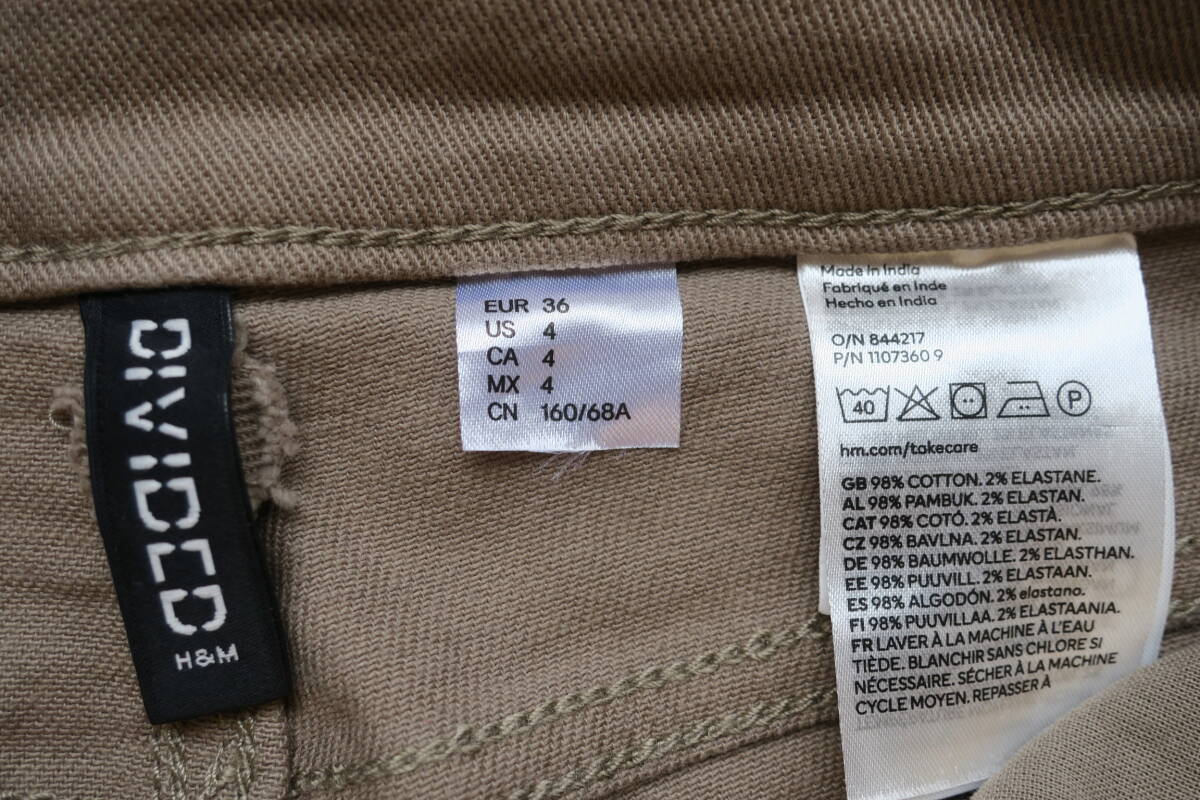 DIVIDED
H&M
EUR 36
US 4
CA 4
MX 4
CN 160/68A
Made in India
Fabriqué en Inde
Hecho en India
O/N 844217
P/N 1107360 9
40
P
hm.com/takecare
GB 98% COTTON. 2% ELASTANE.
AL 98% PAMBUK. 2% ELASTAN.
CAT 98% COTÓ. 2% ELASTÀ.
CZ 98% BAVLNA. 2% ELASTAN.
DE 98% BAUMWOLLE. 2% ELASTHAN.
EE 98% PUUVILL. 2% ELASTAAN.
ES 98% ALGODÓN. 2% elastano.
FI 98% PUUVILLAA. 2% ELASTAANIA.
FR LAVER À LA MACHINE À L'EAU
TIÈDE. BLANCHIR SANS CHLORE SI
NÉCESSAIRE. SÉCHER À LA MACHINE
CYCLE MOYEN. REPASSER À